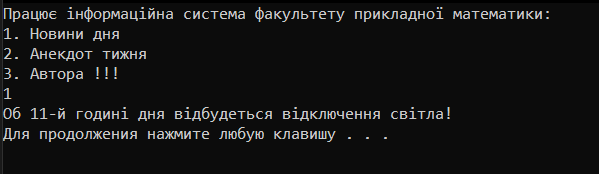 Працює інформаційна система факультету прикладної математики:
1. Новини дня
2. Анекдот тижня
3. Автора !!!
1
Об 11-й годині дня відбудеться відключення світла!
Для продолжения нажмите любую клавишу . . .